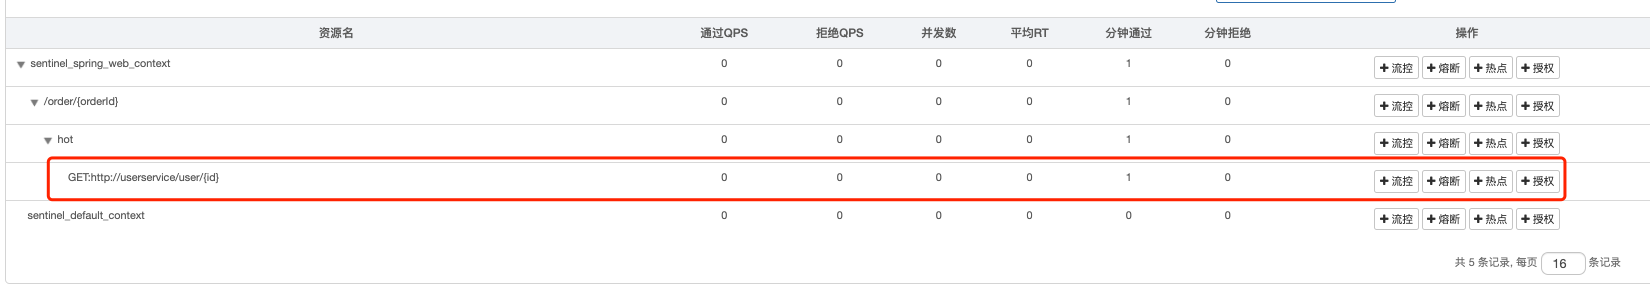 资源名 通过QPS 拒绝QPS 并发数 平均RT 分钟通过 分钟拒绝 操作
sentinel_spring_web_context 0 0 0 0 1 0 流控 熔断 热点 授权
/order/{orderId} 0 0 0 0 1 0 流控 熔断 热点 授权
hot 0 0 0 0 1 0 流控 熔断 热点 授权
GET:http://userservice/user/{id} 0 0 0 0 1 0 流控 熔断 热点 授权
sentinel_default_context 0 0 0 0 0 0 流控 熔断 热点 授权
共 5 条记录, 每页 16 条记录